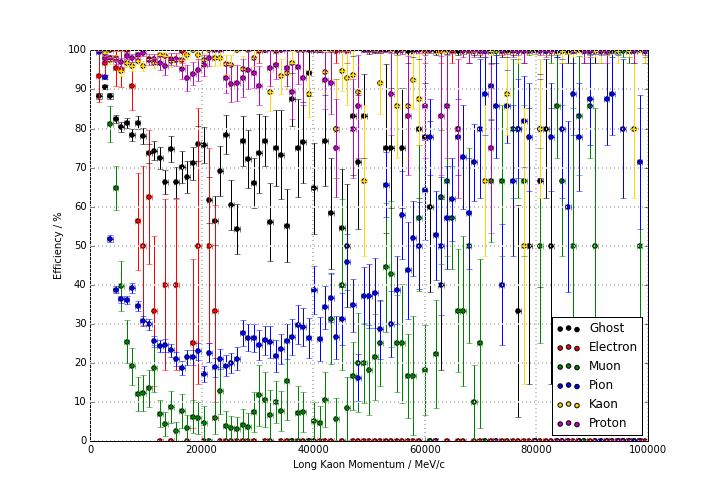 100
90
80
70
60
50
40
30
20
10
0
Efficiency / %
Ghost
Electron
Muon
Pion
Kaon
Proton
0 20000 40000 60000 80000 100000
Long Kaon Momentum / MeV/c